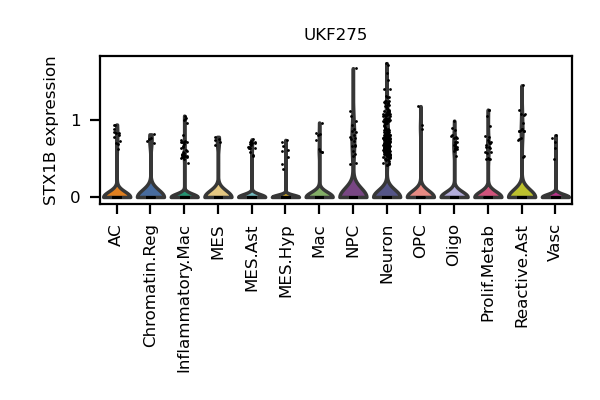 UKF275
STX1B expression
1
0
AC
Chromatin.Reg
Inflammatory.Mac
MES
MES.Ast
MES.Hyp
Mac
NPC
Neuron
OPC
Oligo
Prolif.Metab
Reactive.Ast
Vasc